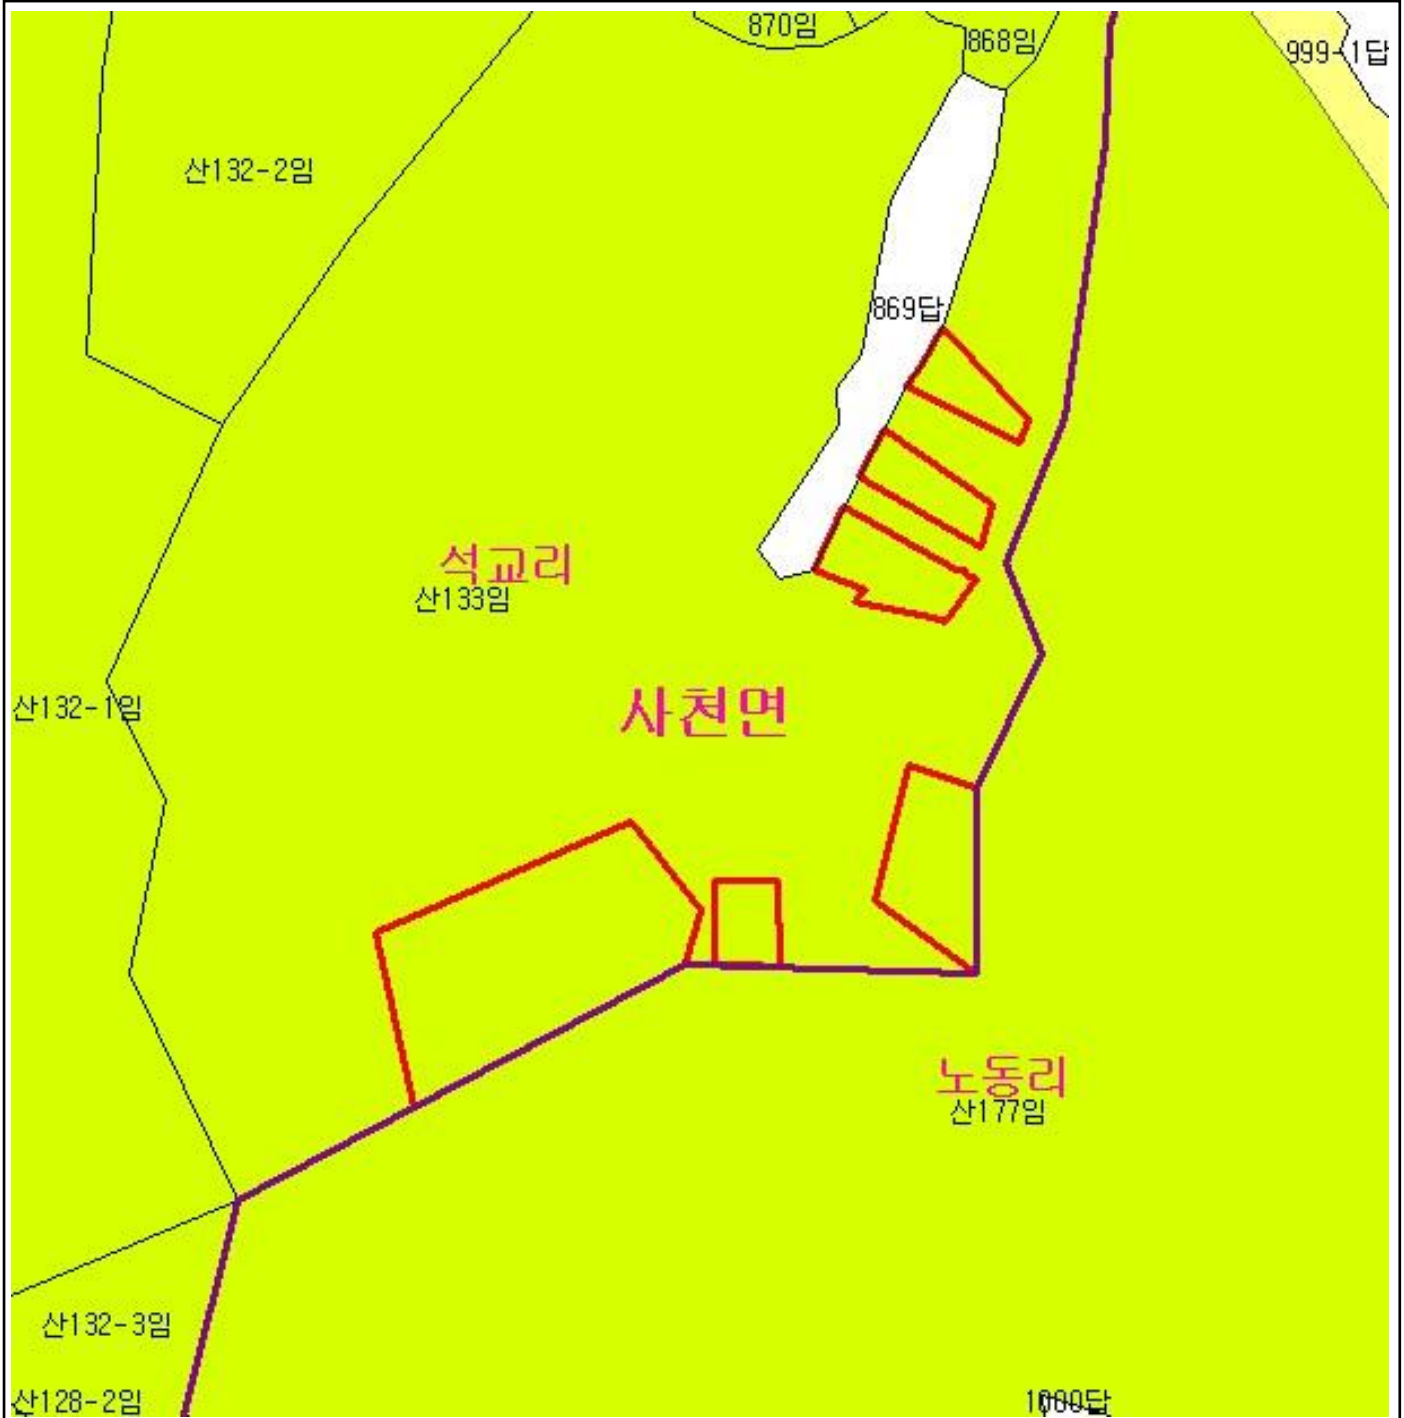 870임
868임
999-1답
산132-2임
869답
석교리
산133임
사천면
산132-1임
노동리
산177임
산132-3임
산128-2임
1000답